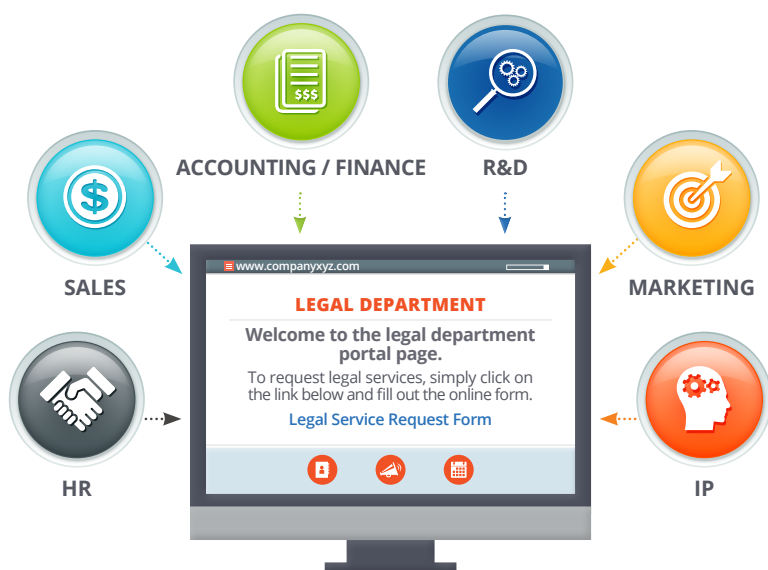 $$$
$
ACCOUNTING / FINANCE
R&D
SALES
MARKETING
www.companyxyz.com
LEGAL DEPARTMENT
Welcome to the legal department
portal page.
To request legal services, simply click on
the link below and fill out the online form.
Legal Service Request Form
HR
IP